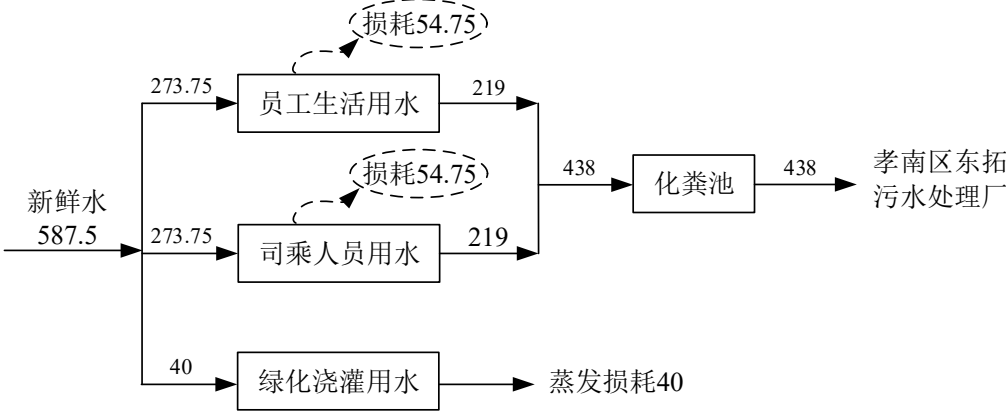 损耗54.75
273.75
员工生活用水
219
损耗54.75
438
化粪池
438
孝南区东拓
污水处理厂
新鲜水
587.5
273.75
司乘人员用水
219
40
绿化浇灌用水
蒸发损耗40